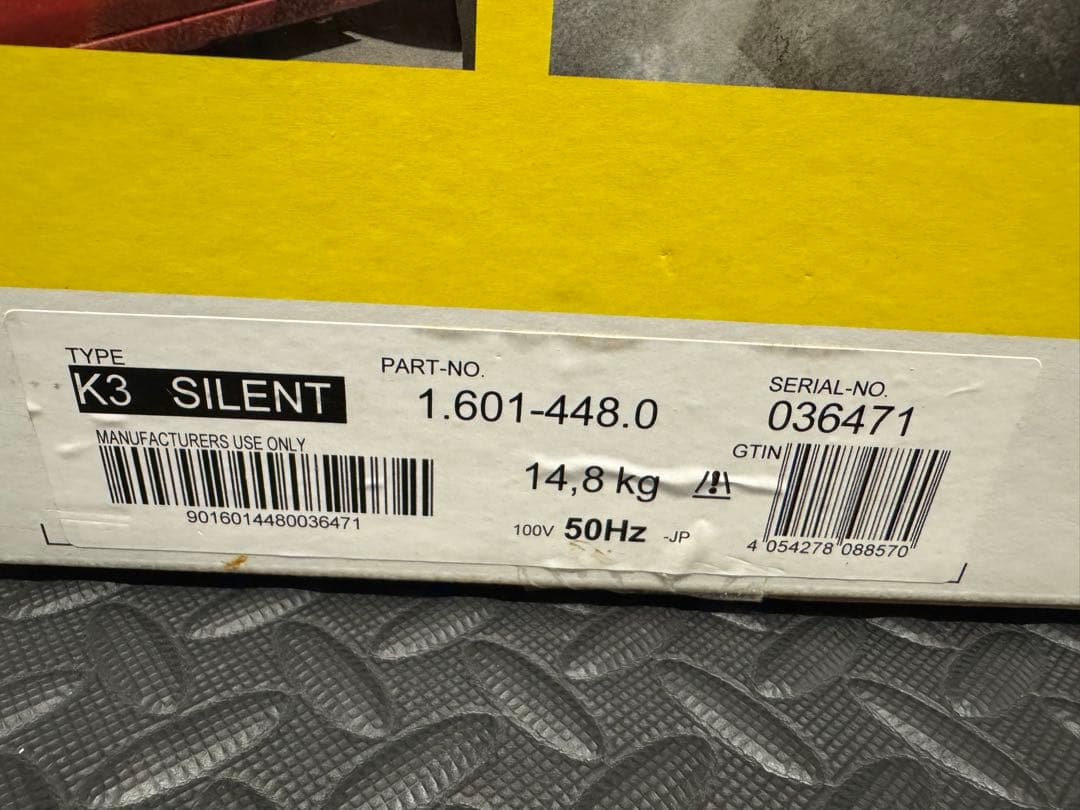 TYPE
K3 SILENT
MANUFACTURERS USE ONLY
9016014480036471
PART-NO.
1.601-448.0
14,8 kg
100V 50Hz -JP
SERIAL-NO.
036471
GTIN
4 054278 088570